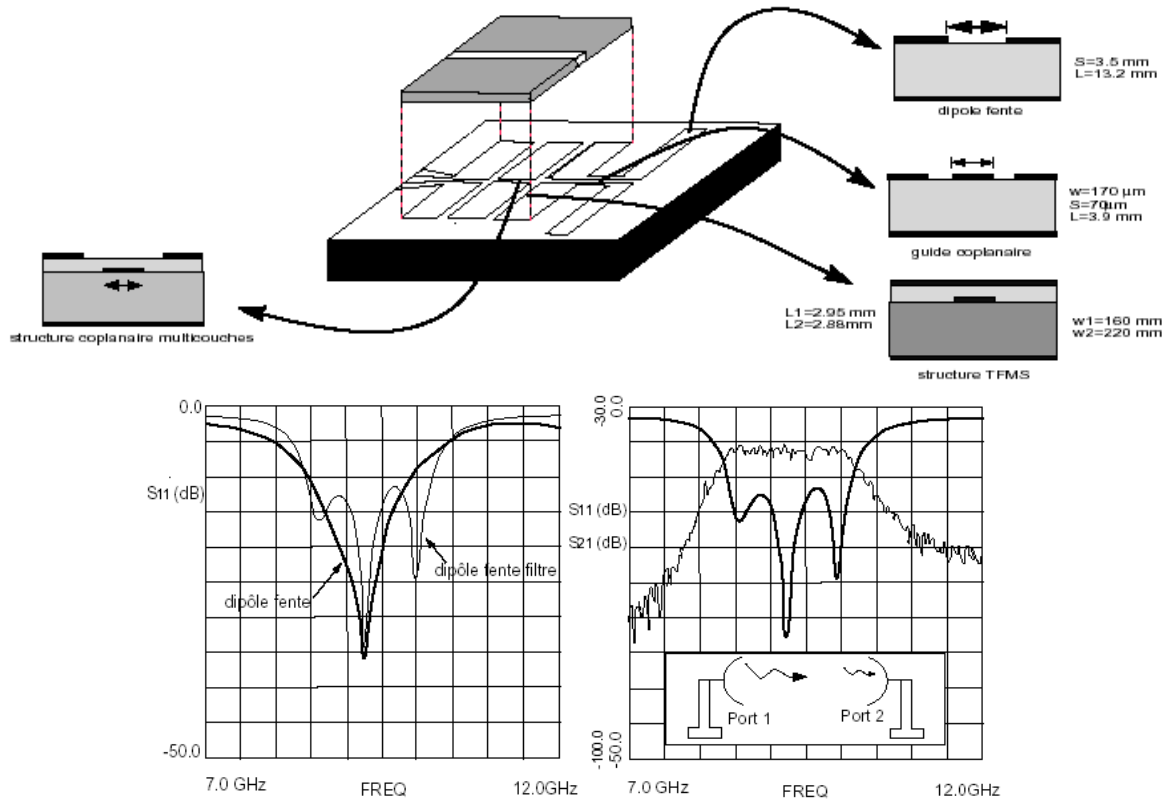 S=3.5 mm
L=13.2 mm
dipole fente
w=170 µm
S=70µm
L=3.9 mm
guide coplanaire
structure coplanaire multicouches
L1=2.95 mm
L2=2.88mm
w1=160 mm
w2=220 mm
structure TFMS
0.0
S11 (dB)
dipôle fente filtre
dipôle fente
-50.0
7.0 GHz
FREQ
12.0GHz
-30.0
0.0
S11 (dB)
S21 (dB)
Port 1
Port 2
-100.0
-50.0
7.0 GHz
FREQ
12.0 GHz